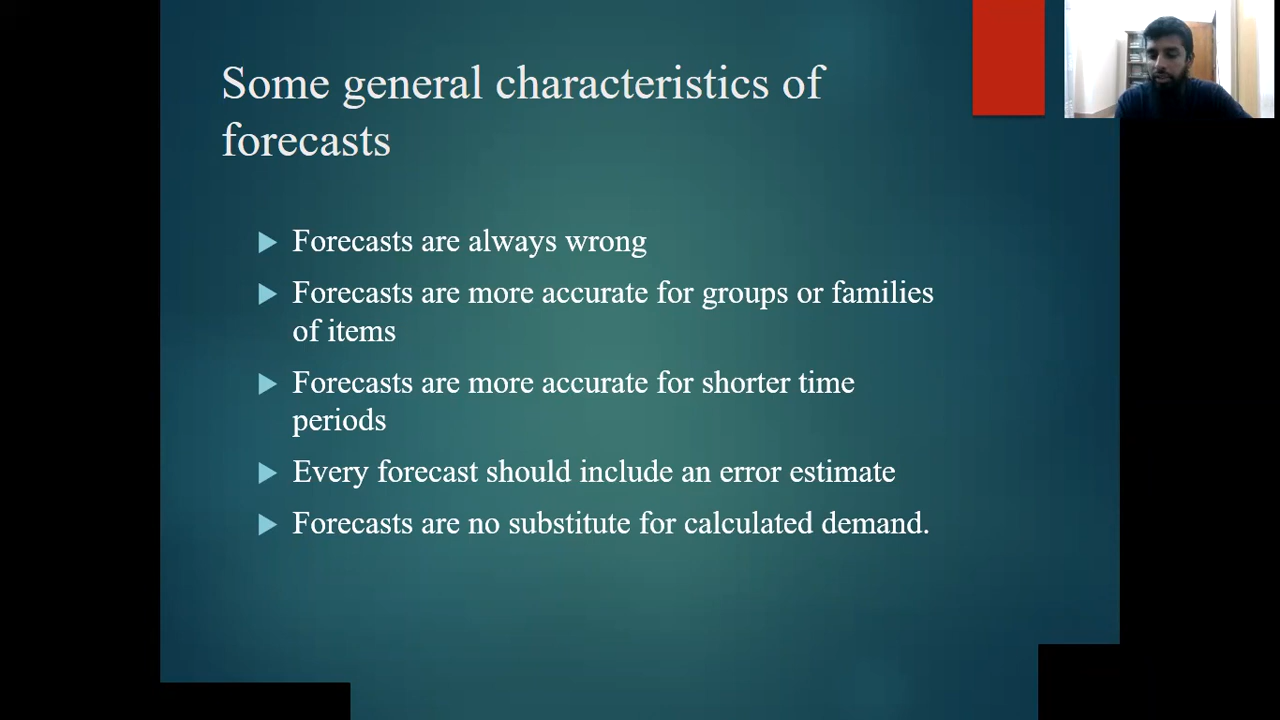 Some general characteristics of
forecasts
Forecasts are always wrong
Forecasts are more accurate for groups or families
of items
Forecasts are more accurate for shorter time
periods
Every forecast should include an error estimate
Forecasts are no substitute for calculated demand.